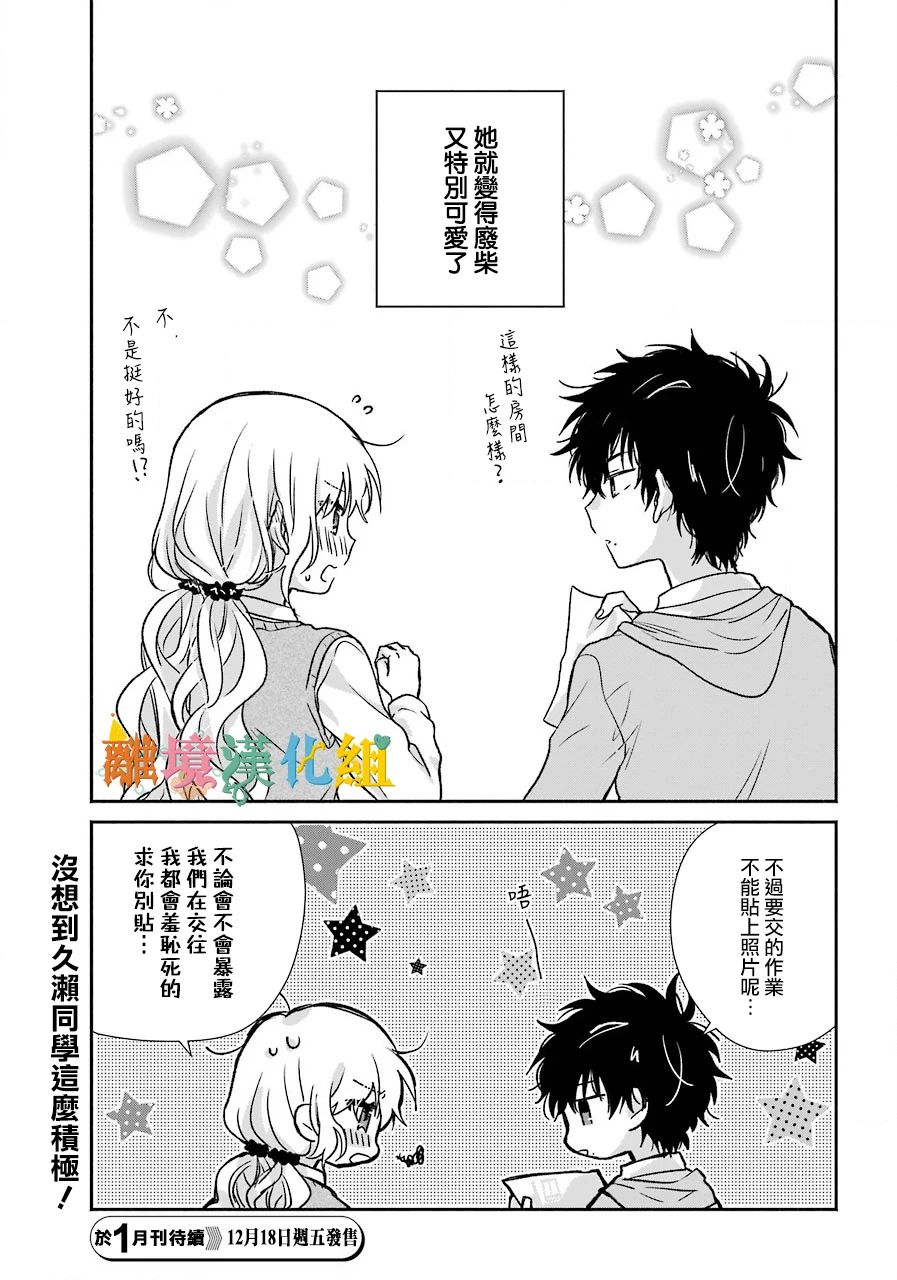 她就變得廢柴
又特別可愛了
這樣的房間
怎麼樣?
不.
不是挺好的嗎!?
離境漢化組
不過要交的作業
不能貼上照片呢…
唔
不論會不會暴露
我們在交往
我都會羞恥死的
求你別貼…
沒想到久瀨同學這麼積極!
於1月刊待續 12月18日週五發售